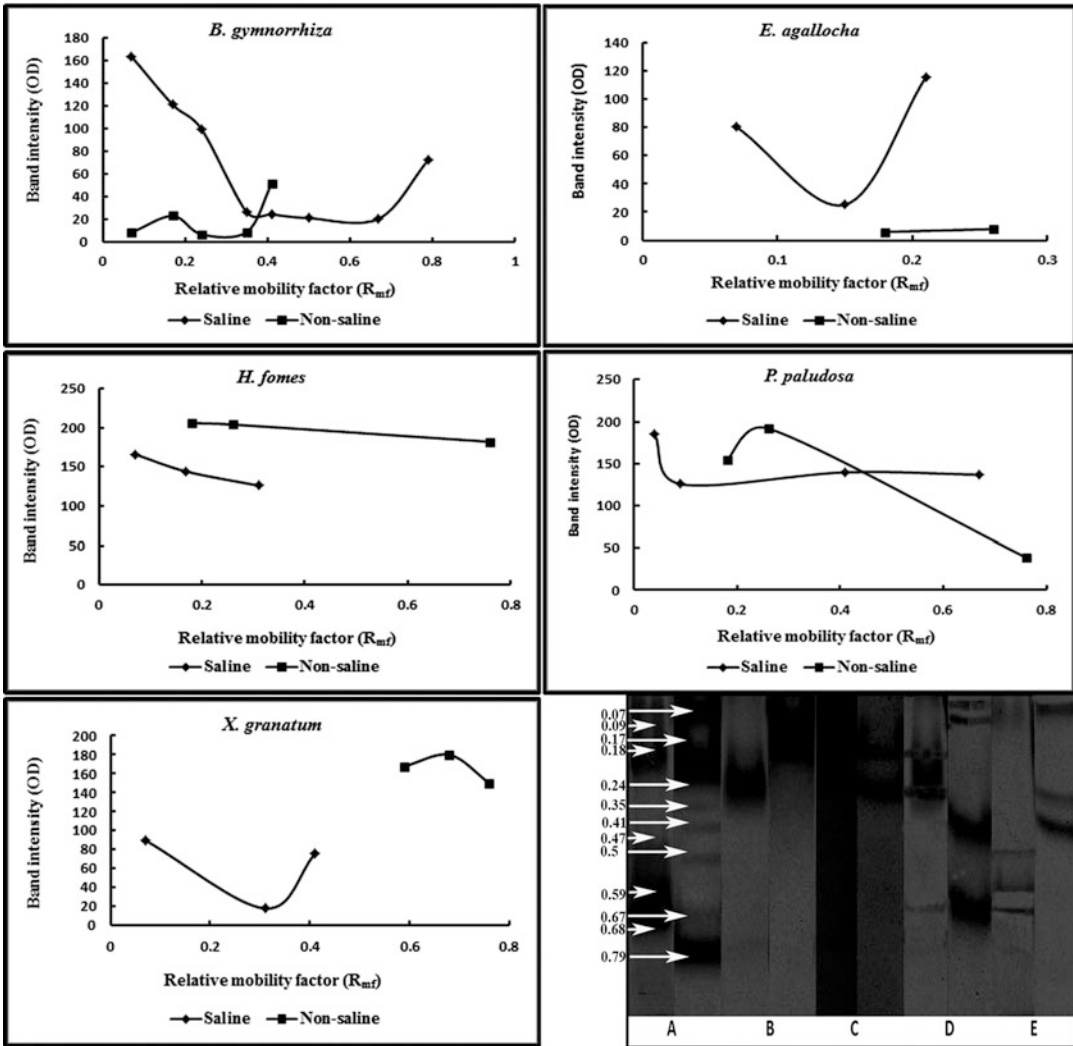 B. gymnorrhiza
Band intensity (OD)
180
160
140
120
100
80
60
40
20
0
0 0.2 0.4 0.6 0.8 1
Relative mobility factor (Rmf)
Saline Non-saline
E. agallocha
Band intensity (OD)
140
120
100
80
60
40
20
0
0 0.1 0.2 0.3
Relative mobility factor (Rmf)
Saline Non-saline
H. fomes
Band intensity (OD)
250
200
150
100
50
0
0 0.2 0.4 0.6 0.8
Relative mobility factor (Rmf)
Saline Non-saline
P. paludosa
Band intensity (OD)
250
200
150
100
50
0
0 0.2 0.4 0.6 0.8
Relative mobility factor (Rmf)
Saline Non-saline
X. granatum
Band intensity (OD)
200
180
160
140
120
100
80
60
40
20
0
0 0.2 0.4 0.6 0.8
Relative mobility factor (Rmf)
Saline Non-saline
0.07
0.09
0.17
0.18
0.24
0.35
0.41
0.47
0.5
0.59
0.67
0.68
0.79
A B C D E